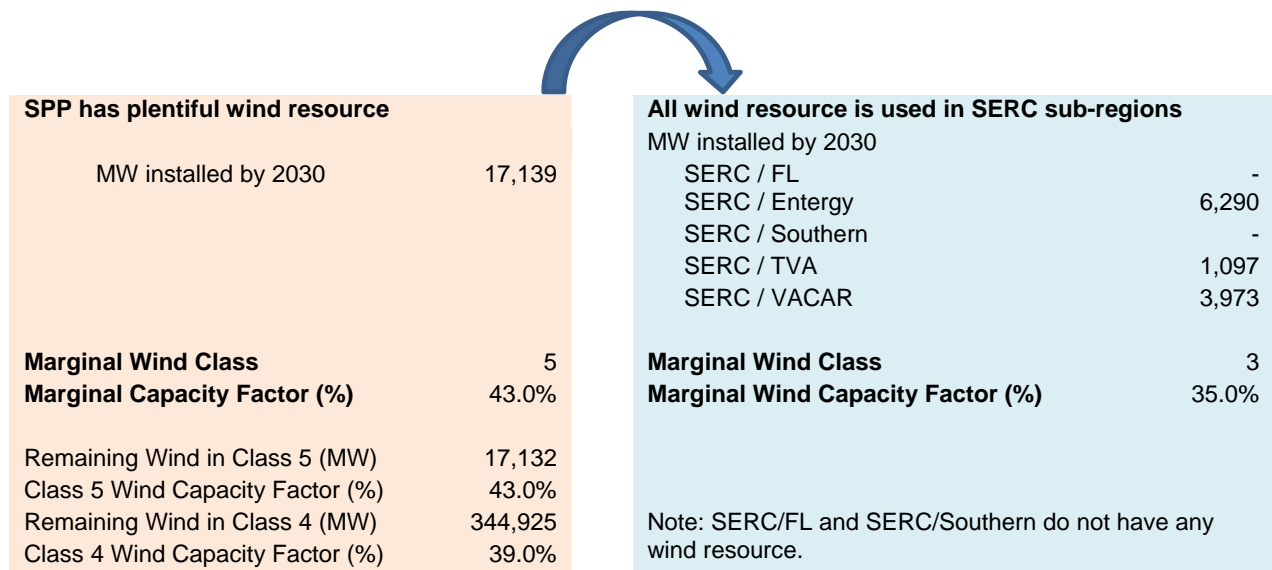 SPP has plentiful wind resource
MW installed by 2030 17,139
Marginal Wind Class 5
Marginal Capacity Factor (%) 43.0%
Remaining Wind in Class 5 (MW) 17,132
Class 5 Wind Capacity Factor (%) 43.0%
Remaining Wind in Class 4 (MW) 344,925
Class 4 Wind Capacity Factor (%) 39.0%
All wind resource is used in SERC sub-regions
MW installed by 2030
SERC / FL -
SERC / Entergy 6,290
SERC / Southern -
SERC / TVA 1,097
SERC / VACAR 3,973
Marginal Wind Class 3
Marginal Wind Capacity Factor (%) 35.0%
Note: SERC/FL and SERC/Southern do not have any
wind resource.